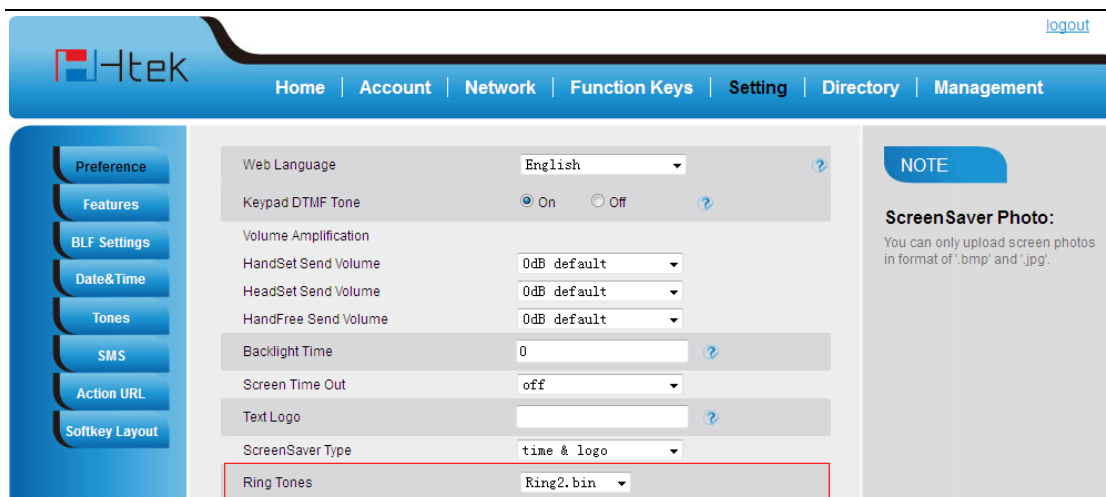 logout
Htek
Home | Account | Network | Function Keys | Setting | Directory | Management
Preference
Features
BLF Settings
Date&Time
Tones
SMS
Action URL
Softkey Layout
Web Language English
Keypad DTMF Tone On Off
Volume Amplification
HandSet Send Volume 0dB default
HeadSet Send Volume 0dB default
HandFree Send Volume 0dB default
Backlight Time 0
Screen Time Out off
Text Logo
ScreenSaver Type time & logo
Ring Tones Ring2.bin
NOTE
ScreenSaver Photo:
You can only upload screen photos
in format of '.bmp' and '.jpg'.